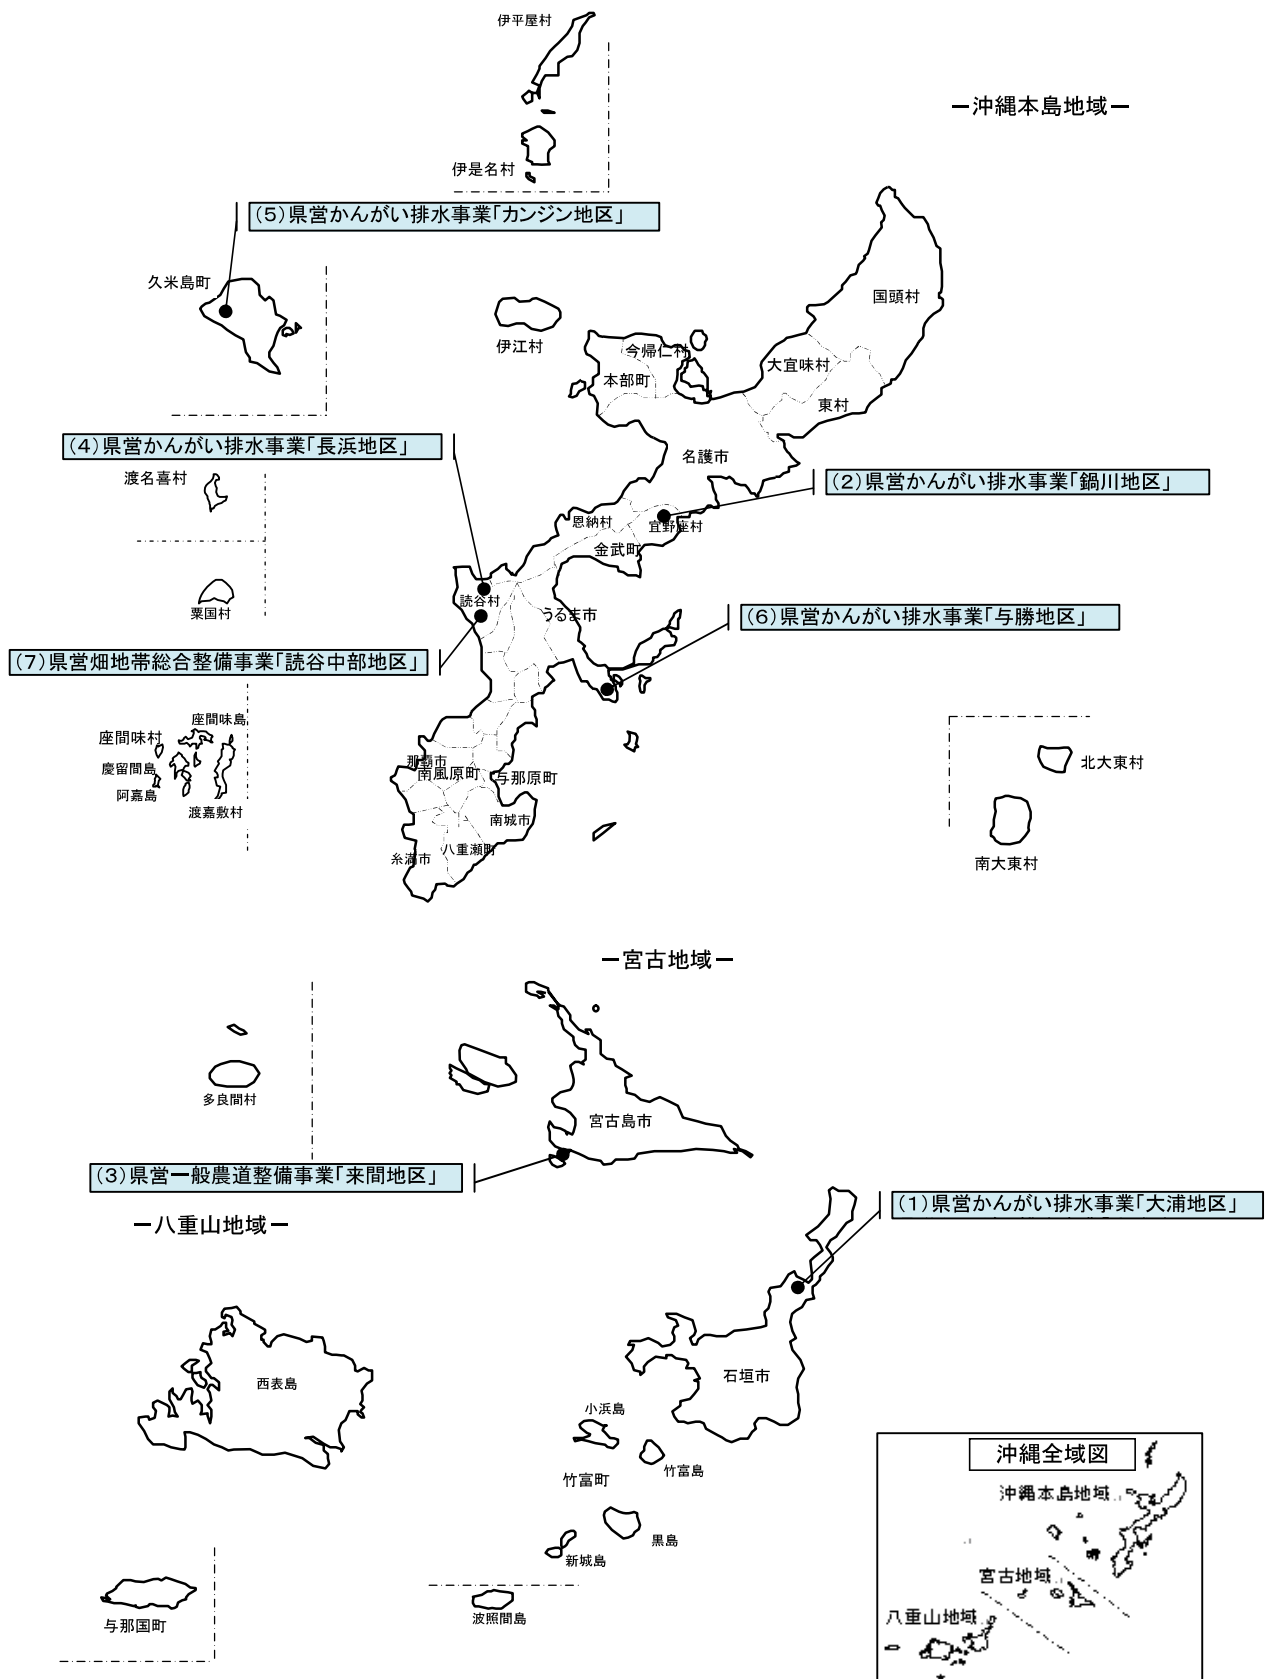 伊平屋村
－沖縄本島地域－
伊是名村
(5)県営かんがい排水事業「カンジン地区」
久米島町
国頭村
伊江村
今帰仁村
大宜味村
本部町
東村
(4)県営かんがい排水事業「長浜地区」
名護市
渡名喜村
(2)県営かんがい排水事業「鍋川地区」
恩納村
宜野座村
金武町
読谷村
粟国村
うるま市
(6)県営かんがい排水事業「与勝地区」
(7)県営畑地帯総合整備事業「読谷中部地区」
座間味島
座間味村
慶留間島
阿嘉島
渡嘉敷村
那覇市
南風原町
与那原町
北大東村
南城市
八重瀬町
糸満市
南大東村
－宮古地域－
多良間村
宮古島市
(3)県営一般農道整備事業「来間地区」
(1)県営かんがい排水事業「大浦地区」
－八重山地域－
石垣市
西表島
小浜島
竹富島
竹富町
黒島
新城島
波照間島
与那国町
沖縄全域図
沖縄本島地域
宮古地域
八重山地域